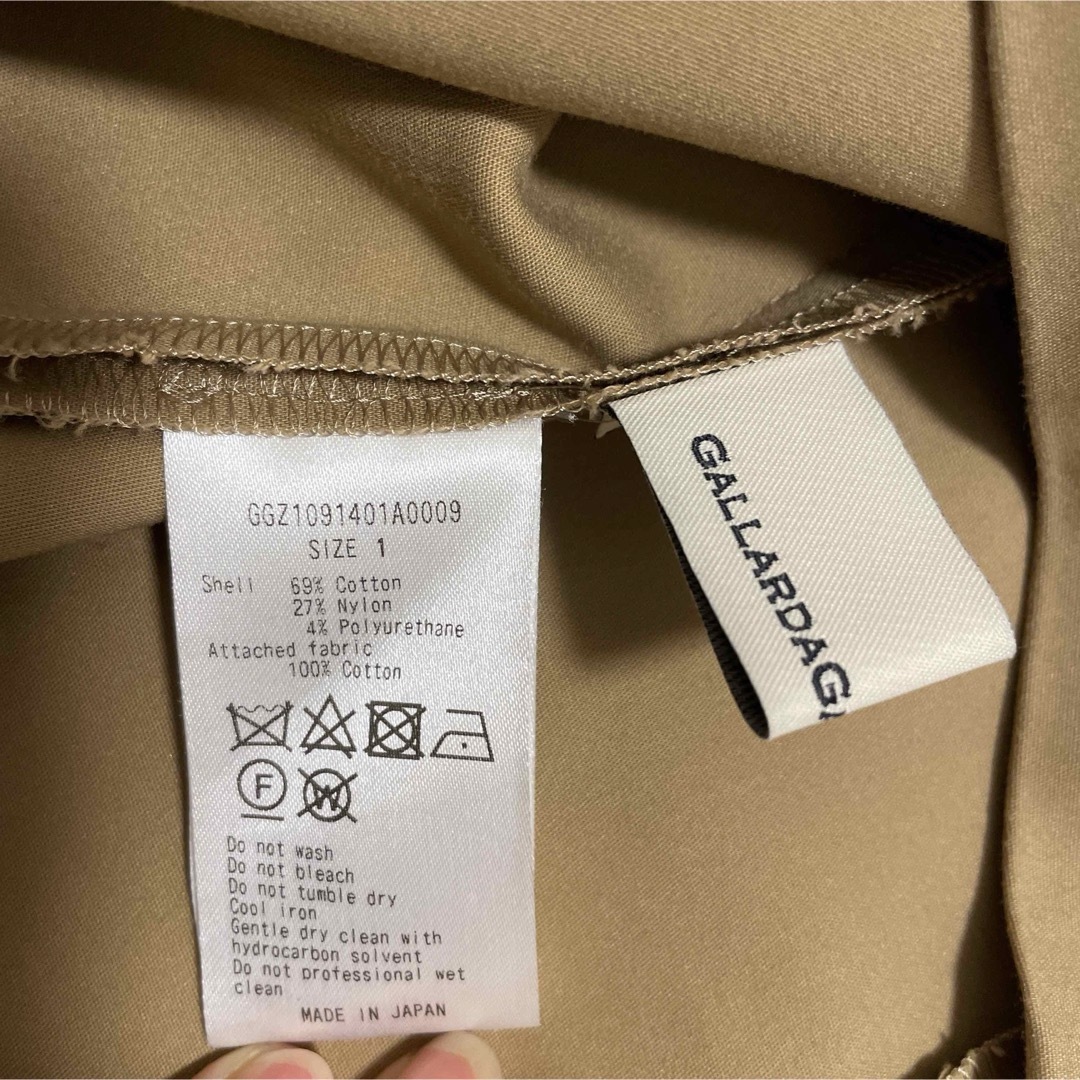 GGZ1091401A0009
SIZE 1
Shell 69% Cotton
27% Nylon
4% Polyurethane
Attached fabric
100% Cotton
F
W
Do not wash
Do not bleach
Do not tumble dry
Cool iron
Gentle dry clean with
hydrocarbon solvent
Do not professional wet
clean
MADE IN JAPAN
GALLARDAGA